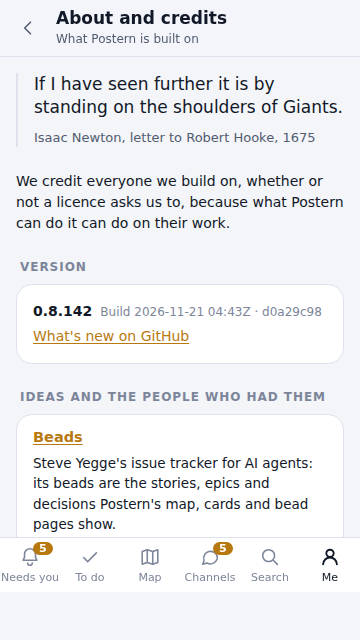 About and credits
What Postern is built on
If I have seen further it is by
standing on the shoulders of Giants.
Isaac Newton, letter to Robert Hooke, 1675
We credit everyone we build on, whether or
not a licence asks us to, because what Postern
can do it can do on their work.
VERSION
0.8.142 Build 2026-11-21 04:43Z · d0a29c98
What's new on GitHub
IDEAS AND THE PEOPLE WHO HAD THEM
Beads
Steve Yegge's issue tracker for AI agents:
its beads are the stories, epics and
decisions Postern's map, cards and bead
pages show.
5 5
Needs you To do Map Channels Search Me